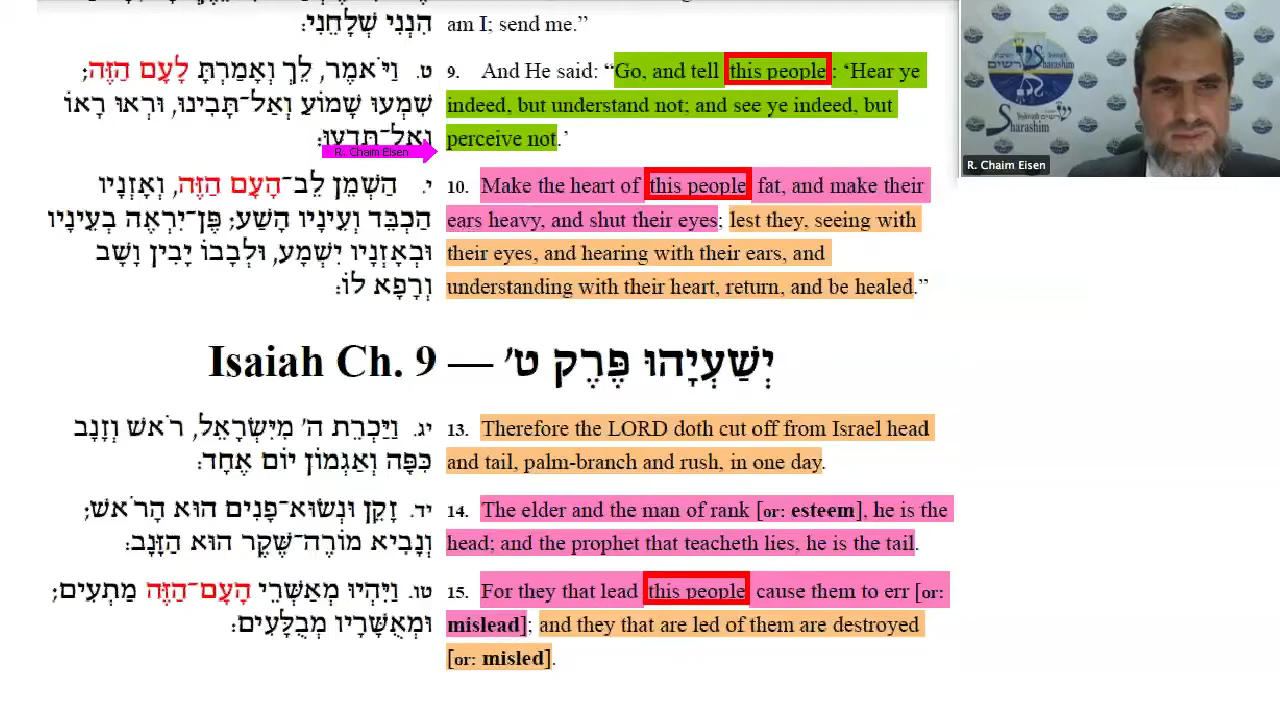 הִנְנִי שְׁלָחֵנִי:
am I; send me.”
ט. וַיֹּאמֶר, לֵךְ וְאָמַרְתָּ לָעָם הַזֶּה;
שִׁמְעוּ שָׁמוֹעַ וְאַל־תָּבִינוּ, וּרְאוּ רָאוֹ
וְאַל־תֵּדָעוּ:
R. Chaim Eisen
9. And He said: “Go, and tell this people: ‘Hear ye
indeed, but understand not; and see ye indeed, but
perceive not.’
י. הַשְׁמֵן לֵב־הָעָם הַזֶּה, וְאָזְנָיו
הַכְבֵּד וְעֵינָיו הָשַׁע; פֶּן־יִרְאֶה בְעֵינָיו
וּבְאָזְנָיו יִשְׁמָע, וּלְבָבוֹ יָבִין וָשָׁב
וְרָפָא לוֹ:
10. Make the heart of this people fat, and make their
ears heavy, and shut their eyes; lest they, seeing with
their eyes, and hearing with their ears, and
understanding with their heart, return, and be healed.”
Isaiah Ch. 9 — יְשַׁעְיָהוּ פֶּרֶק ט’
יג. וַיַּכְרֵת ה’ מִיִּשְׂרָאֵל, רֹאשׁ וְזָנָב
כִּפָּה וְאַגְמוֹן יוֹם אֶחָד:
13. Therefore the LORD doth cut off from Israel head
and tail, palm-branch and rush, in one day.
יד. זָקֵן וּנְשׂוּא־פָנִים הוּא הָרֹאשׁ;
וְנָבִיא מוֹרֶה־שֶּׁקֶר הוּא הַזָּנָב:
14. The elder and the man of rank [or: esteem], he is the
head; and the prophet that teacheth lies, he is the tail.
טו. וַיִּהְיוּ מְאַשְּׁרֵי הָעָם־הַזֶּה מַתְעִים;
וּמְאֻשָּׁרָיו מְבֻלָּעִים:
15. For they that lead this people cause them to err [or:
mislead]; and they that are led of them are destroyed
[or: misled].
R. Chaim Eisen